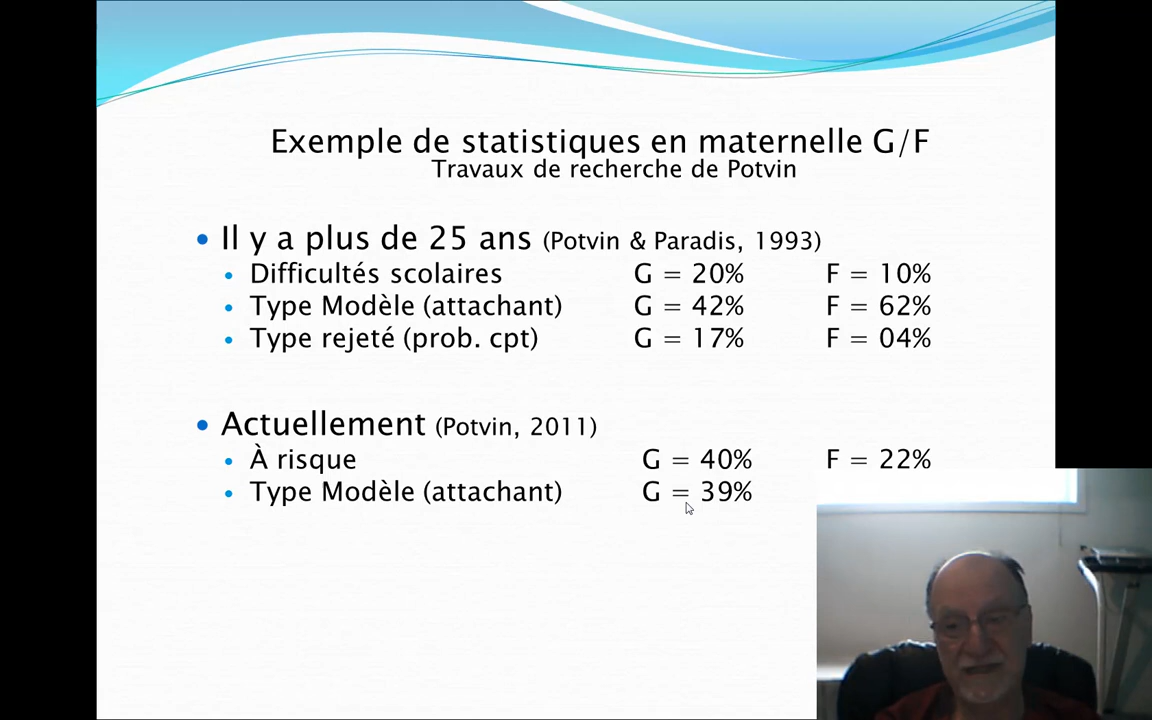 Exemple de statistiques en maternelle G/F
Travaux de recherche de Potvin
Il y a plus de 25 ans (Potvin & Paradis, 1993)
Difficultés scolaires G = 20% F = 10%
Type Modèle (attachant) G = 42% F = 62%
Type rejeté (prob. cpt) G = 17% F = 04%
Actuellement (Potvin, 2011)
À risque G = 40% F = 22%
Type Modèle (attachant) G = 39%